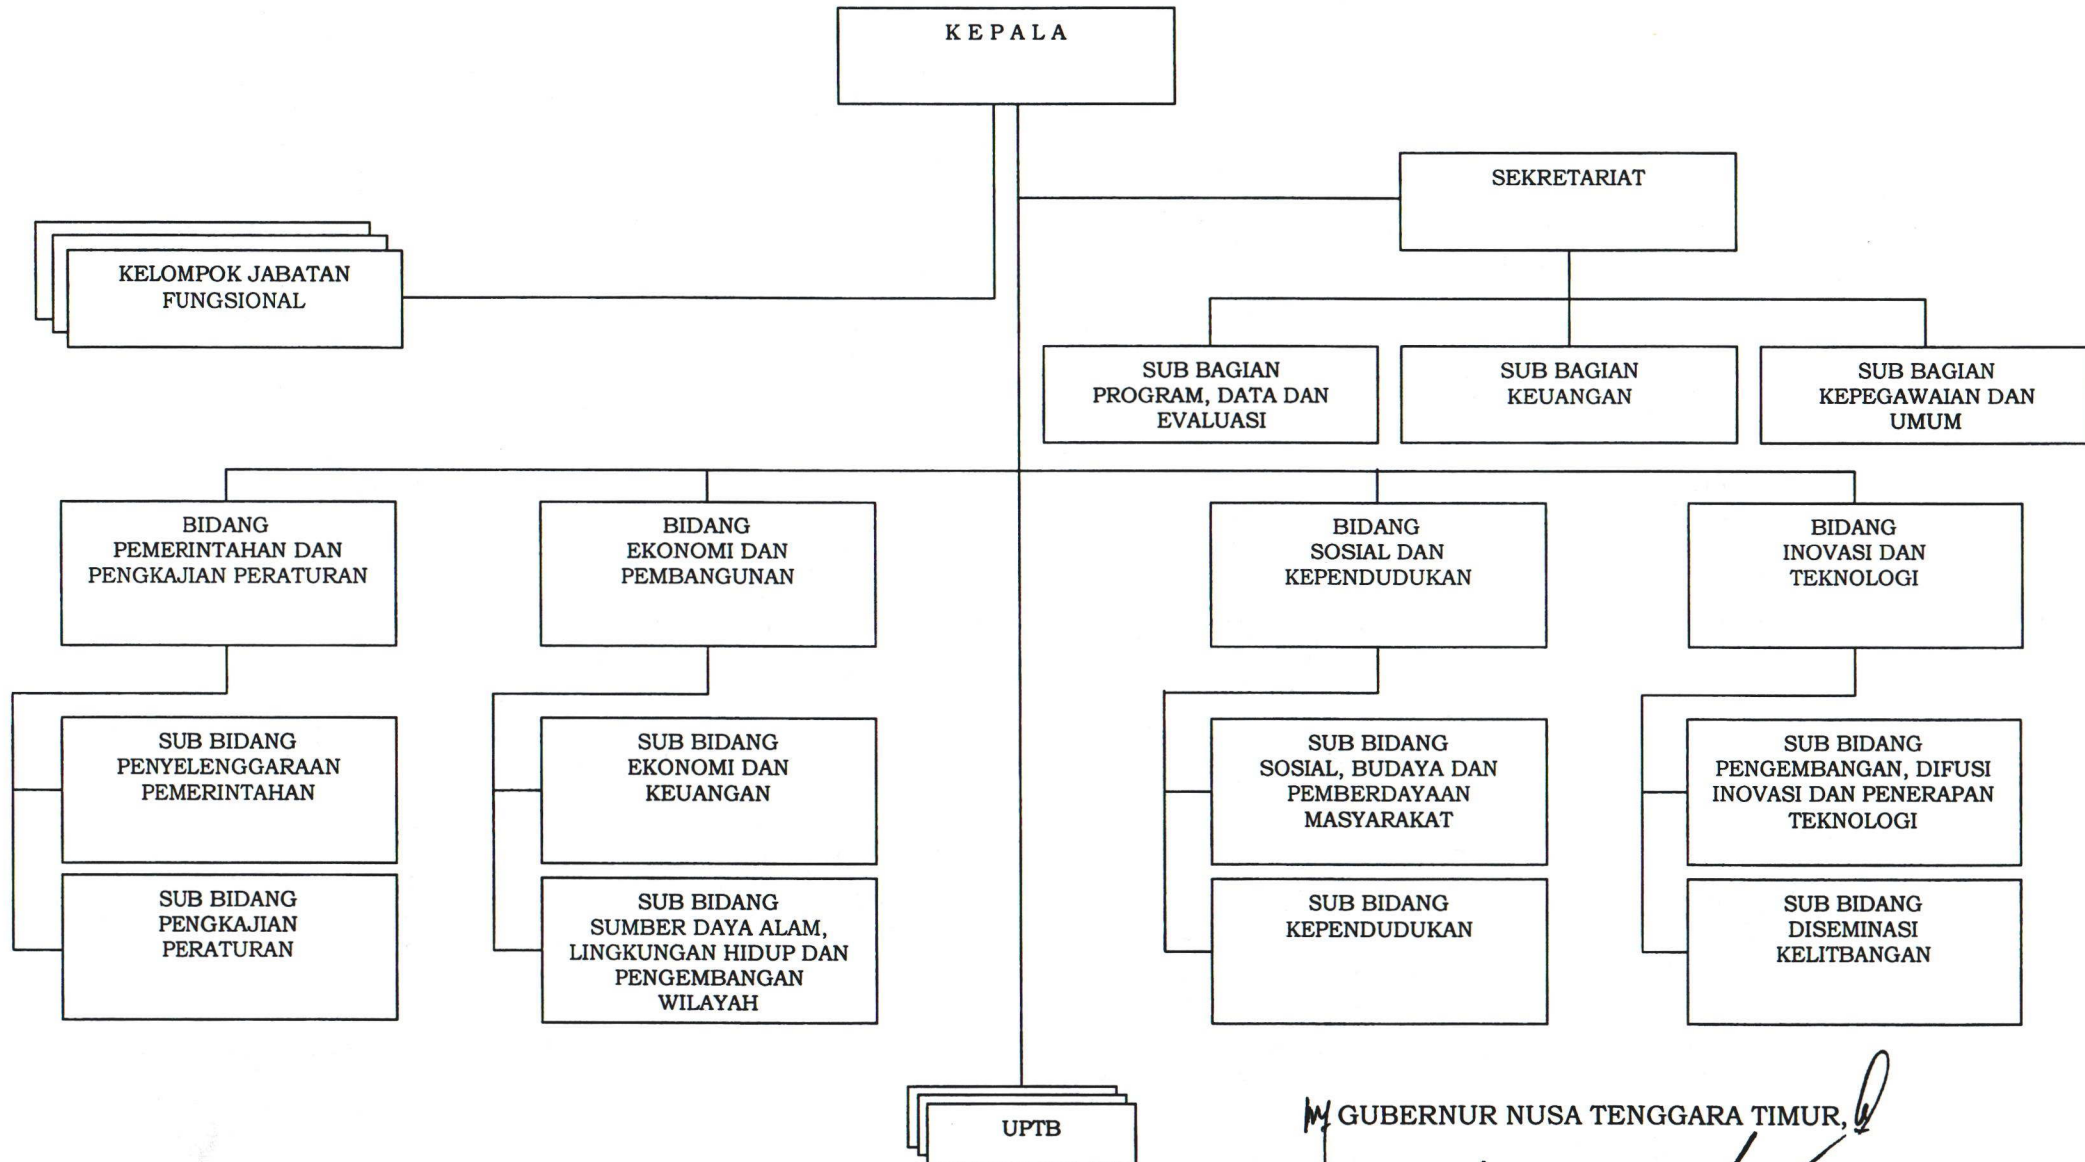 KEPALA
SEKRETARIAT
KELOMPOK JABATAN
FUNGSIONAL
SUB BAGIAN
PROGRAM, DATA DAN
EVALUASI
SUB BAGIAN
KEUANGAN
SUB BAGIAN
KEPEGAWAIAN DAN
UMUM
BIDANG
PEMERINTAHAN DAN
PENGKAJIAN PERATURAN
BIDANG
EKONOMI DAN
PEMBANGUNAN
BIDANG
SOSIAL DAN
KEPENDUDUKAN
BIDANG
INOVASI DAN
TEKNOLOGI
SUB BIDANG
PENYELENGGARAAN
PEMERINTAHAN
SUB BIDANG
EKONOMI DAN
KEUANGAN
SUB BIDANG
SOSIAL, BUDAYA DAN
PEMBERDAYAAN
MASYARAKAT
SUB BIDANG
PENGEMBANGAN, DIFUSI
INOVASI DAN PENERAPAN
TEKNOLOGI
SUB BIDANG
PENGKAJIAN
PERATURAN
SUB BIDANG
SUMBER DAYA ALAM,
LINGKUNGAN HIDUP DAN
PENGEMBANGAN
WILAYAH
SUB BIDANG
KEPENDUDUKAN
SUB BIDANG
DISEMINASI
KELITBANGAN
UPTB
GUBERNUR NUSA TENGGARA TIMUR,